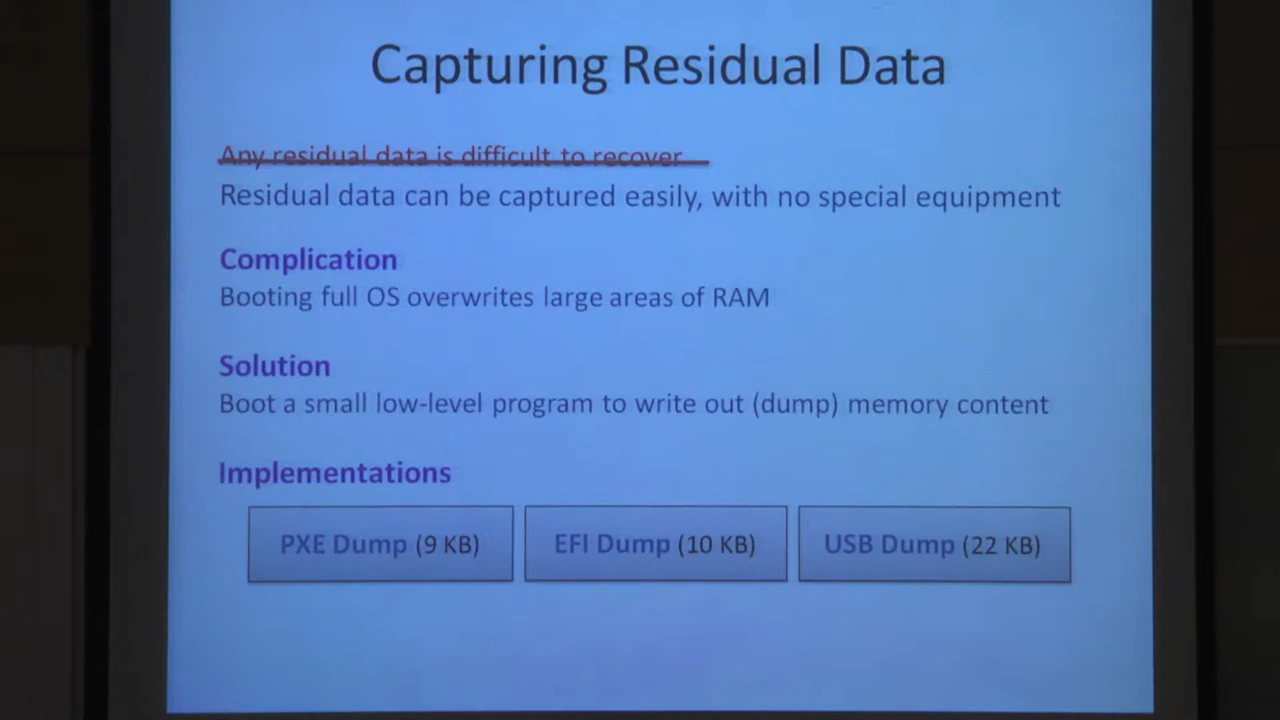 Capturing Residual Data
Any residual data is difficult to recover
Residual data can be captured easily, with no special equipment
Complication
Booting full OS overwrites large areas of RAM
Solution
Boot a small low-level program to write out (dump) memory content
Implementations
PXE Dump (9 KB)
EFI Dump (10 KB)
USB Dump (22 KB)